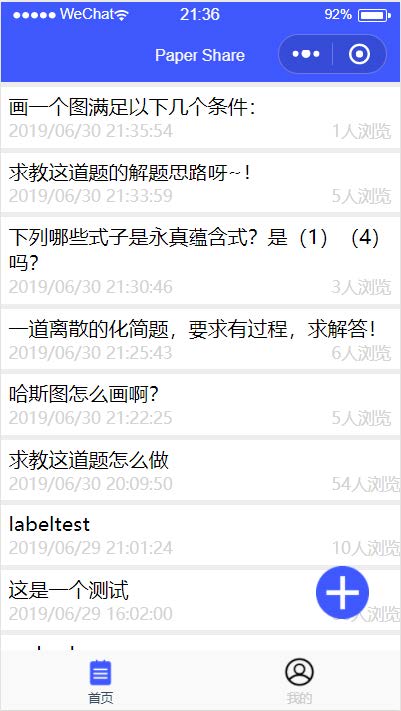 WeChat 21:36 92%
Paper Share
画一个图满足以下几个条件：
2019/06/30 21:35:54 1人浏览
求教这道题的解题思路呀~！
2019/06/30 21:33:59 5人浏览
下列哪些式子是永真蕴含式？是（1）（4）
吗？
2019/06/30 21:30:46 3人浏览
一道离散的化简题，要求有过程，求解答！
2019/06/30 21:25:43 6人浏览
哈斯图怎么画啊？
2019/06/30 21:22:25 5人浏览
求教这道题怎么做
2019/06/30 20:09:50 54人浏览
labeltest
2019/06/29 21:01:24 10人浏览
这是一个测试
2019/06/29 16:02:00 人浏览
首页 我的